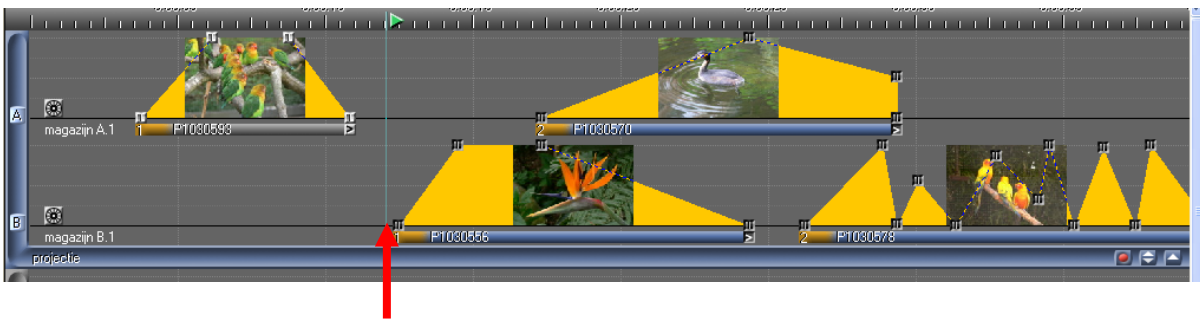 A
magazijn A.1
1 P1030593 >
2 P1030570 >
B
magazijn B.1
1 P1030556 >
2 P1030578
projectie